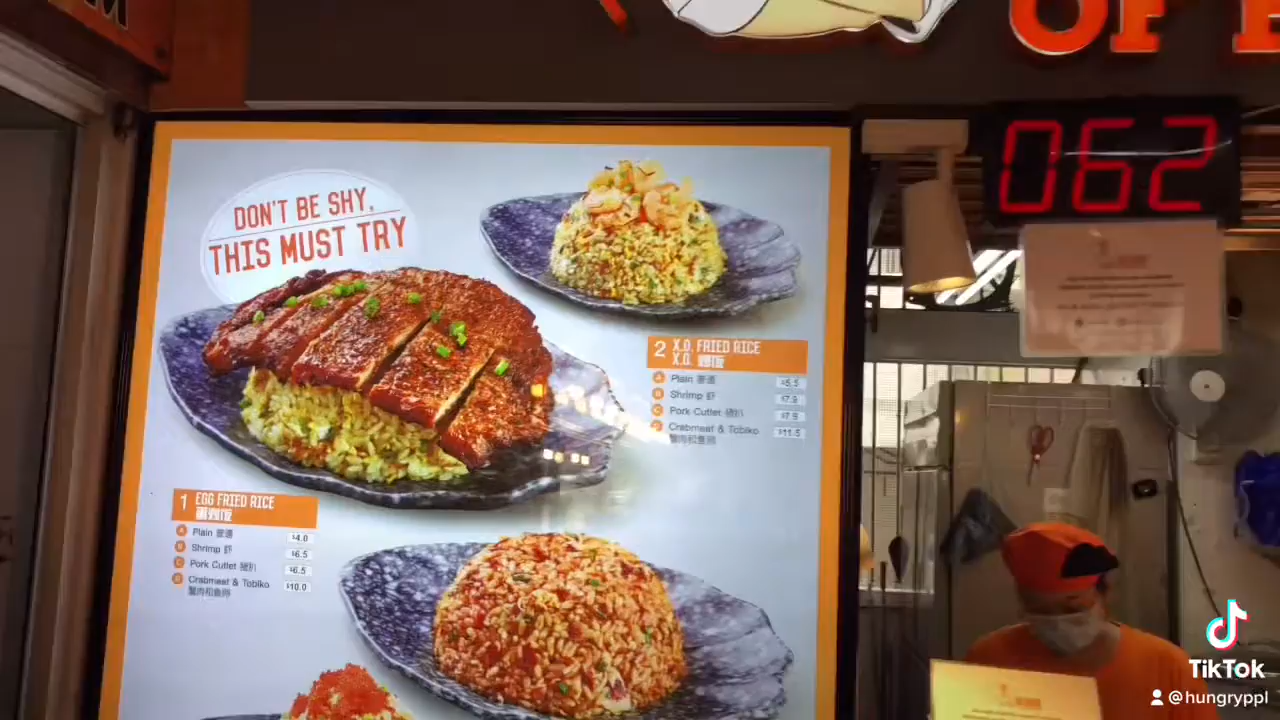 DON'T BE SHY,
THIS MUST TRY
2 X.O. FRIED RICE
X.O. 炒饭
A Plain 普通 $5.5
B Shrimp 虾 $7.9
C Pork Cutlet 猪扒 $7.9
Crabmeat & Tobiko $11.5
蟹肉和鱼卵
1 EGG FRIED RICE
蛋炒饭
A Plain 普通 $4.0
B Shrimp 虾 $6.5
C Pork Cutlet 猪扒 $6.5
Crabmeat & Tobiko $10.0
蟹肉和鱼卵
OF
062
TikTok
@hungryppl